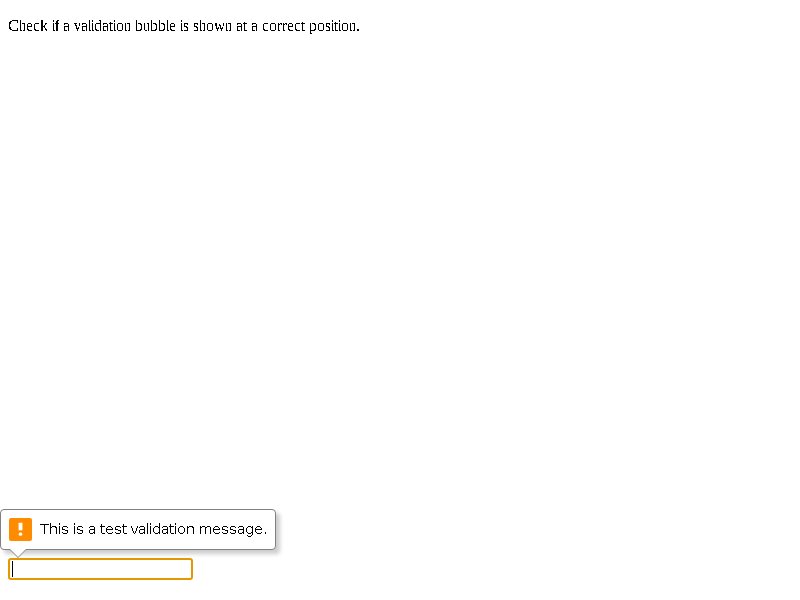 Check if a validation bubble is shown at a correct position.
This is a test validation message.